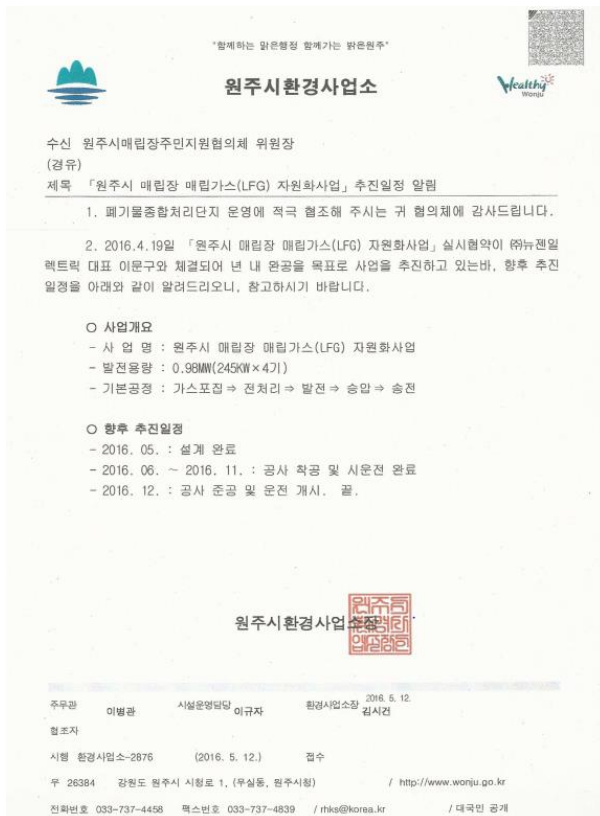 "함께하는 맑은행정 함께가는 밝은원주"
원주시환경사업소
Healthy
Wonju
수신 원주시매립장주민지원협의체 위원장
(경유)
제목 「원주시 매립장 매립가스(LFG) 자원화사업」 추진일정 알림
1. 폐기물종합처리단지 운영에 적극 협조해 주시는 귀 협의체에 감사드립니다.
2. 2016.4.19일 「원주시 매립장 매립가스(LFG) 자원화사업」 실시협약이 ㈜뉴젠일
렉트릭 대표 이문구와 체결되어 년 내 완공을 목표로 사업을 추진하고 있는바, 향후 추진
일정을 아래와 같이 알려드리오니, 참고하시기 바랍니다.
○ 사업개요
- 사 업 명 : 원주시 매립장 매립가스(LFG) 자원화사업
- 발전용량 : 0.98MW(245KW×4기)
- 기본공정 : 가스포집⇒ 전처리⇒ 발전⇒ 승압⇒ 송전
○ 향후 추진일정
- 2016. 05. : 설계 완료
- 2016. 06. ~ 2016. 11. : 공사 착공 및 시운전 완료
- 2016. 12. : 공사 준공 및 운전 개시. 끝.
원주시환경사업소장
주무관 이병관 시설운영담당 이규자 환경사업소장 2016. 5. 12. 김시건
협조자
시행 환경사업소-2876 (2016. 5. 12.) 접수
우 26384 강원도 원주시 시청로 1, (무실동, 원주시청) / http://www.wonju.go.kr
전화번호 033-737-4458 팩스번호 033-737-4839 / rhks@korea.kr / 대국민 공개